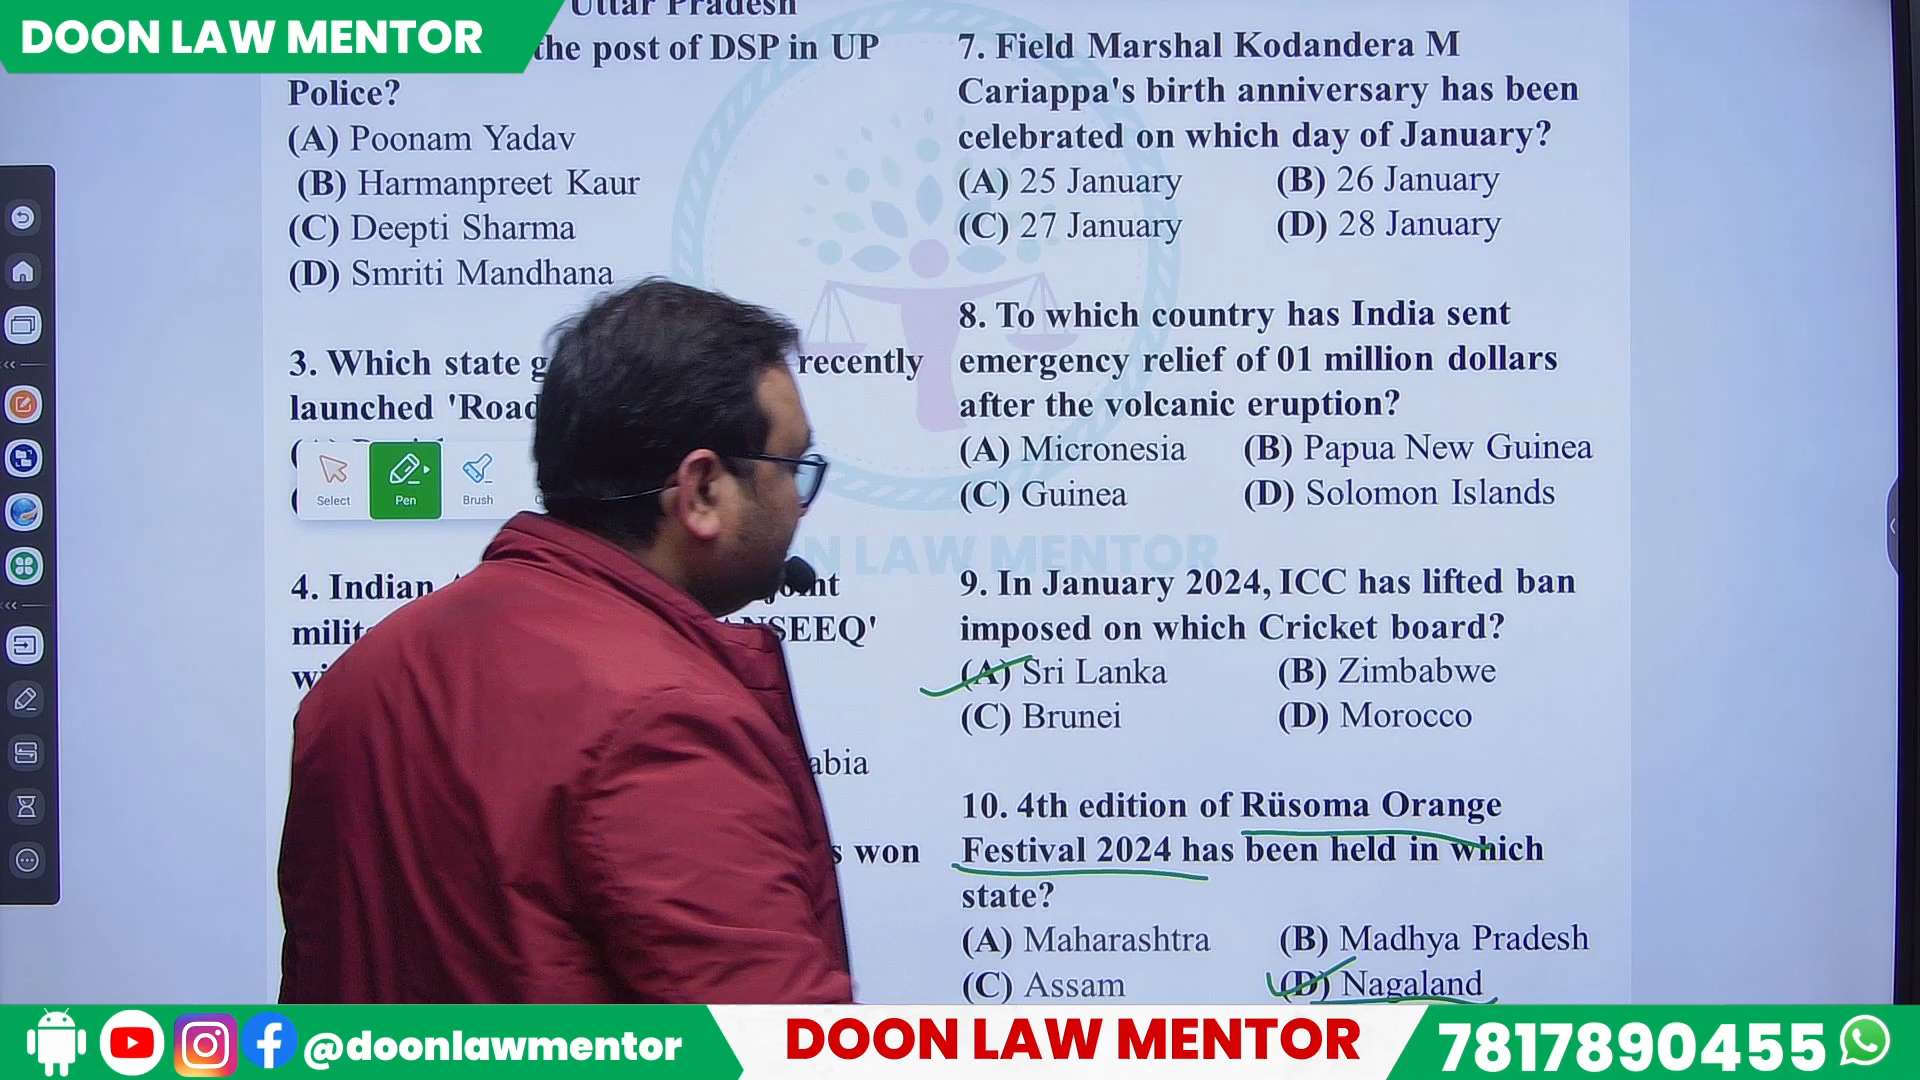 DOON LAW MENTOR
Uttar Pradesh
the post of DSP in UP
Police?
(A) Poonam Yadav
(B) Harmanpreet Kaur
(C) Deepti Sharma
(D) Smriti Mandhana
3. Which state recently
launched 'Road
Select
Pen
Brush
4. Indian
ANSEEQ'
won
7. Field Marshal Kodandera M
Cariappa's birth anniversary has been
celebrated on which day of January?
(A) 25 January (B) 26 January
(C) 27 January (D) 28 January
8. To which country has India sent
emergency relief of 01 million dollars
after the volcanic eruption?
(A) Micronesia (B) Papua New Guinea
(C) Guinea (D) Solomon Islands
LAW MENTOR
9. In January 2024, ICC has lifted ban
imposed on which Cricket board?
(A) Sri Lanka (B) Zimbabwe
(C) Brunei (D) Morocco
10. 4th edition of Rüsoma Orange
Festival 2024 has been held in which
state?
(A) Maharashtra (B) Madhya Pradesh
(C) Assam (D) Nagaland
@doonlawmentor
DOON LAW MENTOR
7817890455